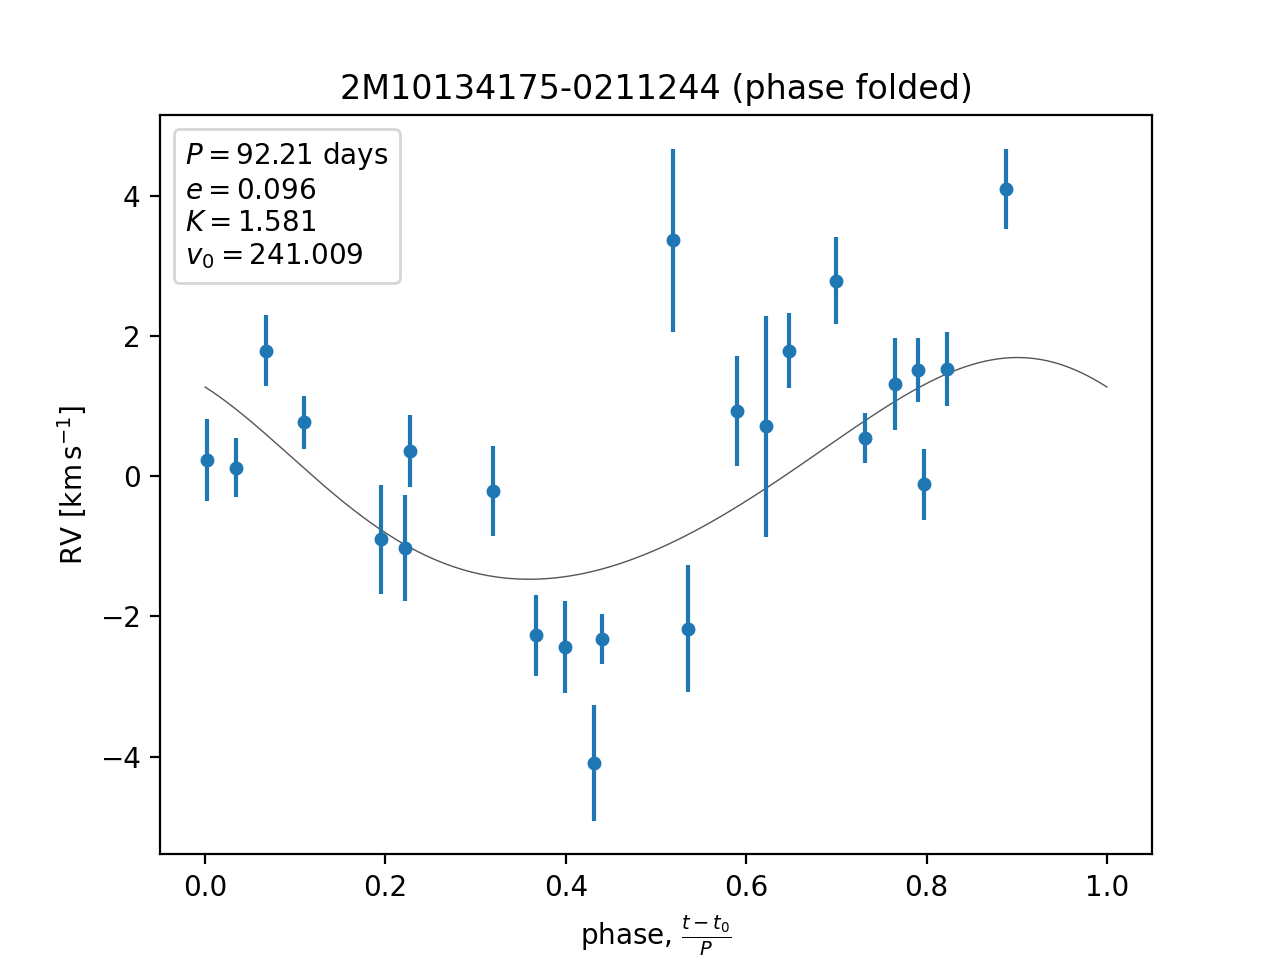 2M10134175-0211244 (phase folded)
P = 92.21 days
e = 0.096
K = 1.581
v₀ = 241.009
4
2
0
−2
−4
RV [km s⁻¹]
0.0 0.2 0.4 0.6 0.8 1.0
phase, (t − t₀)/P